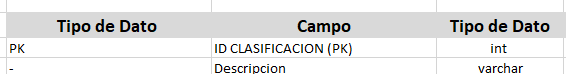 Tipo de Dato Campo Tipo de Dato
PK ID CLASIFICACION (PK) int
- Descripcion varchar